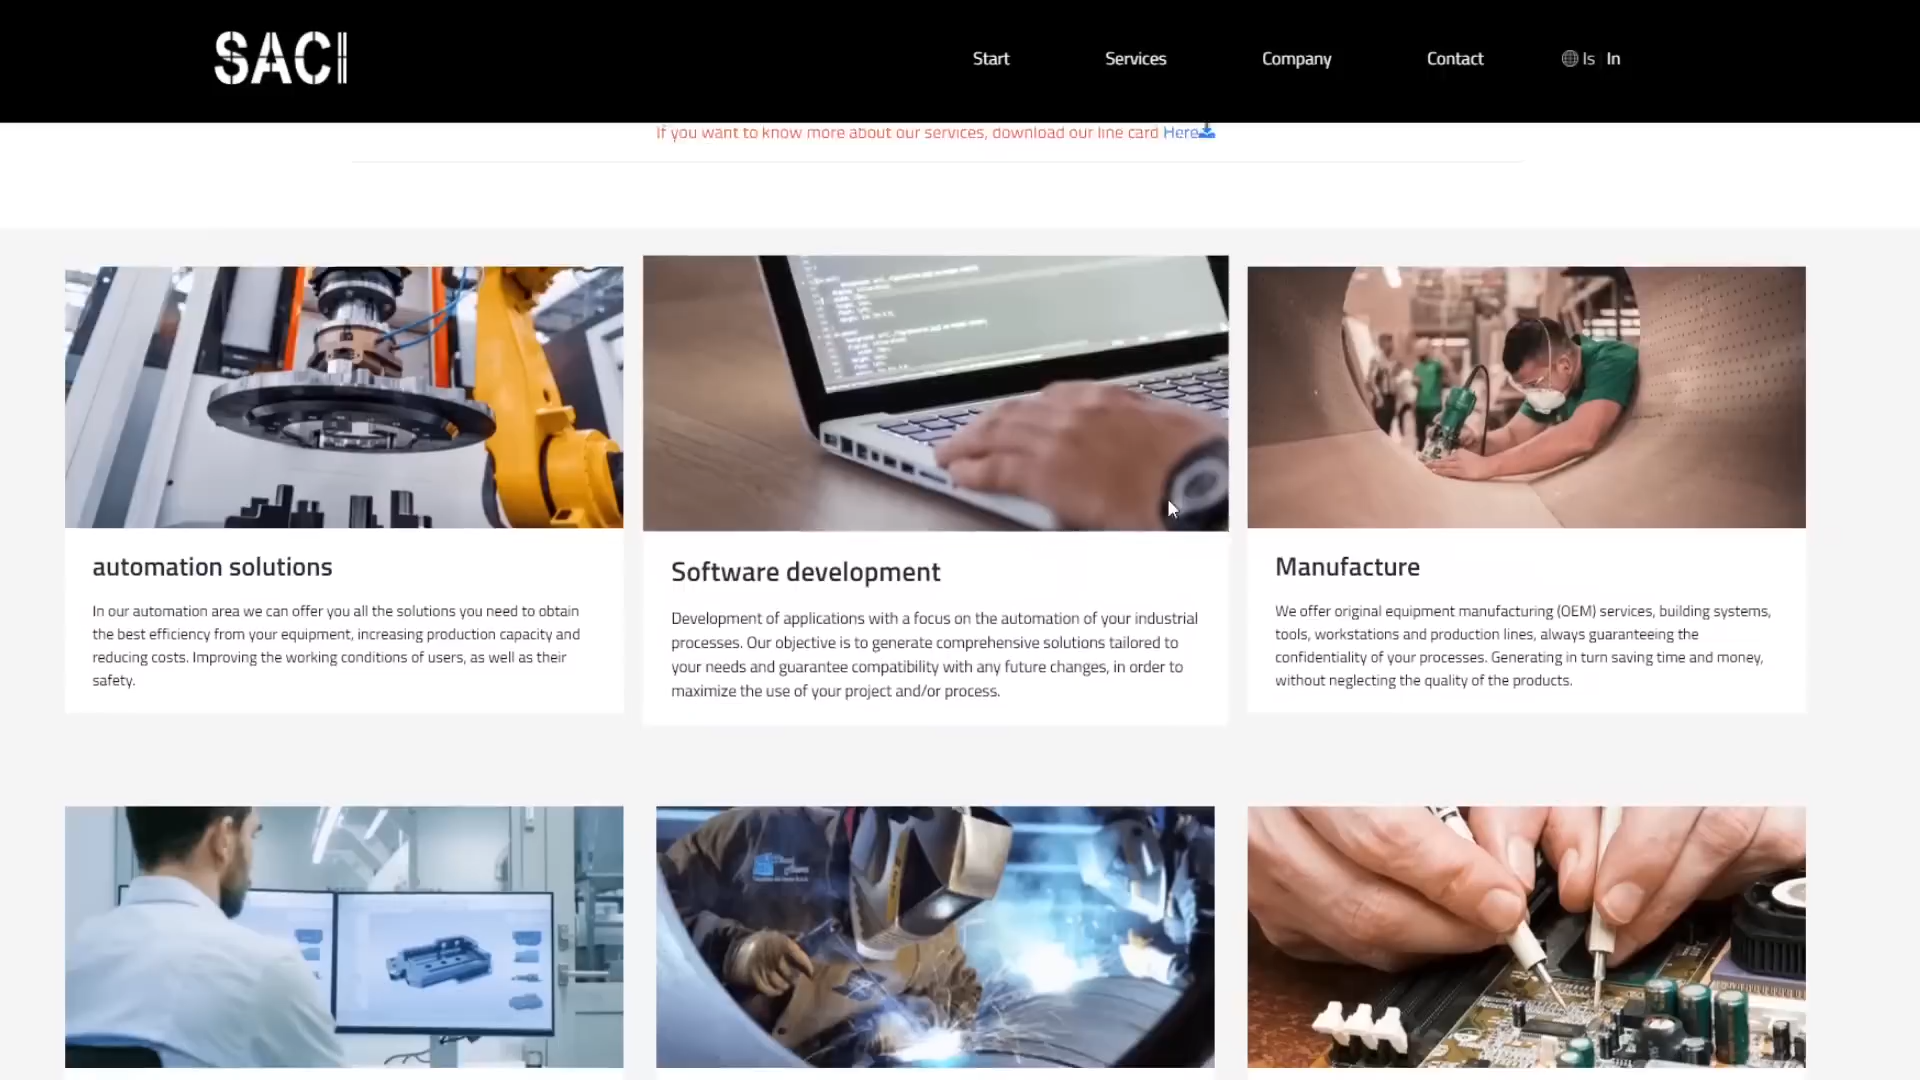 SACI
Start
Services
Company
Contact
Is In
If you want to know more about our services, download our line card Here
automation solutions
In our automation area we can offer you all the solutions you need to obtain
the best efficiency from your equipment, increasing production capacity and
reducing costs. Improving the working conditions of users, as well as their
safety.
Software development
Development of applications with a focus on the automation of your industrial
processes. Our objective is to generate comprehensive solutions tailored to
your needs and guarantee compatibility with any future changes, in order to
maximize the use of your project and/or process.
Manufacture
We offer original equipment manufacturing (OEM) services, building systems,
tools, workstations and production lines, always guaranteeing the
confidentiality of your processes. Generating in turn saving time and money,
without neglecting the quality of the products.